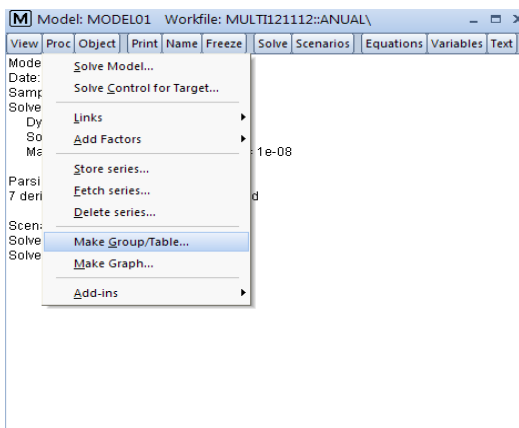 Model: MODEL01 Workfile: MULTI121112::ANUAL\
View Proc Object Print Name Freeze Solve Scenarios Equations Variables Text
Mode
Date:
Samp
Solve
Dy
So
Ma = 1e-08
Parsi
7 deri d
Scen
Solve
Solve
Solve Model...
Solve Control for Target...
Links
Add Factors
Store series...
Fetch series...
Delete series...
Make Group/Table...
Make Graph...
Add-ins